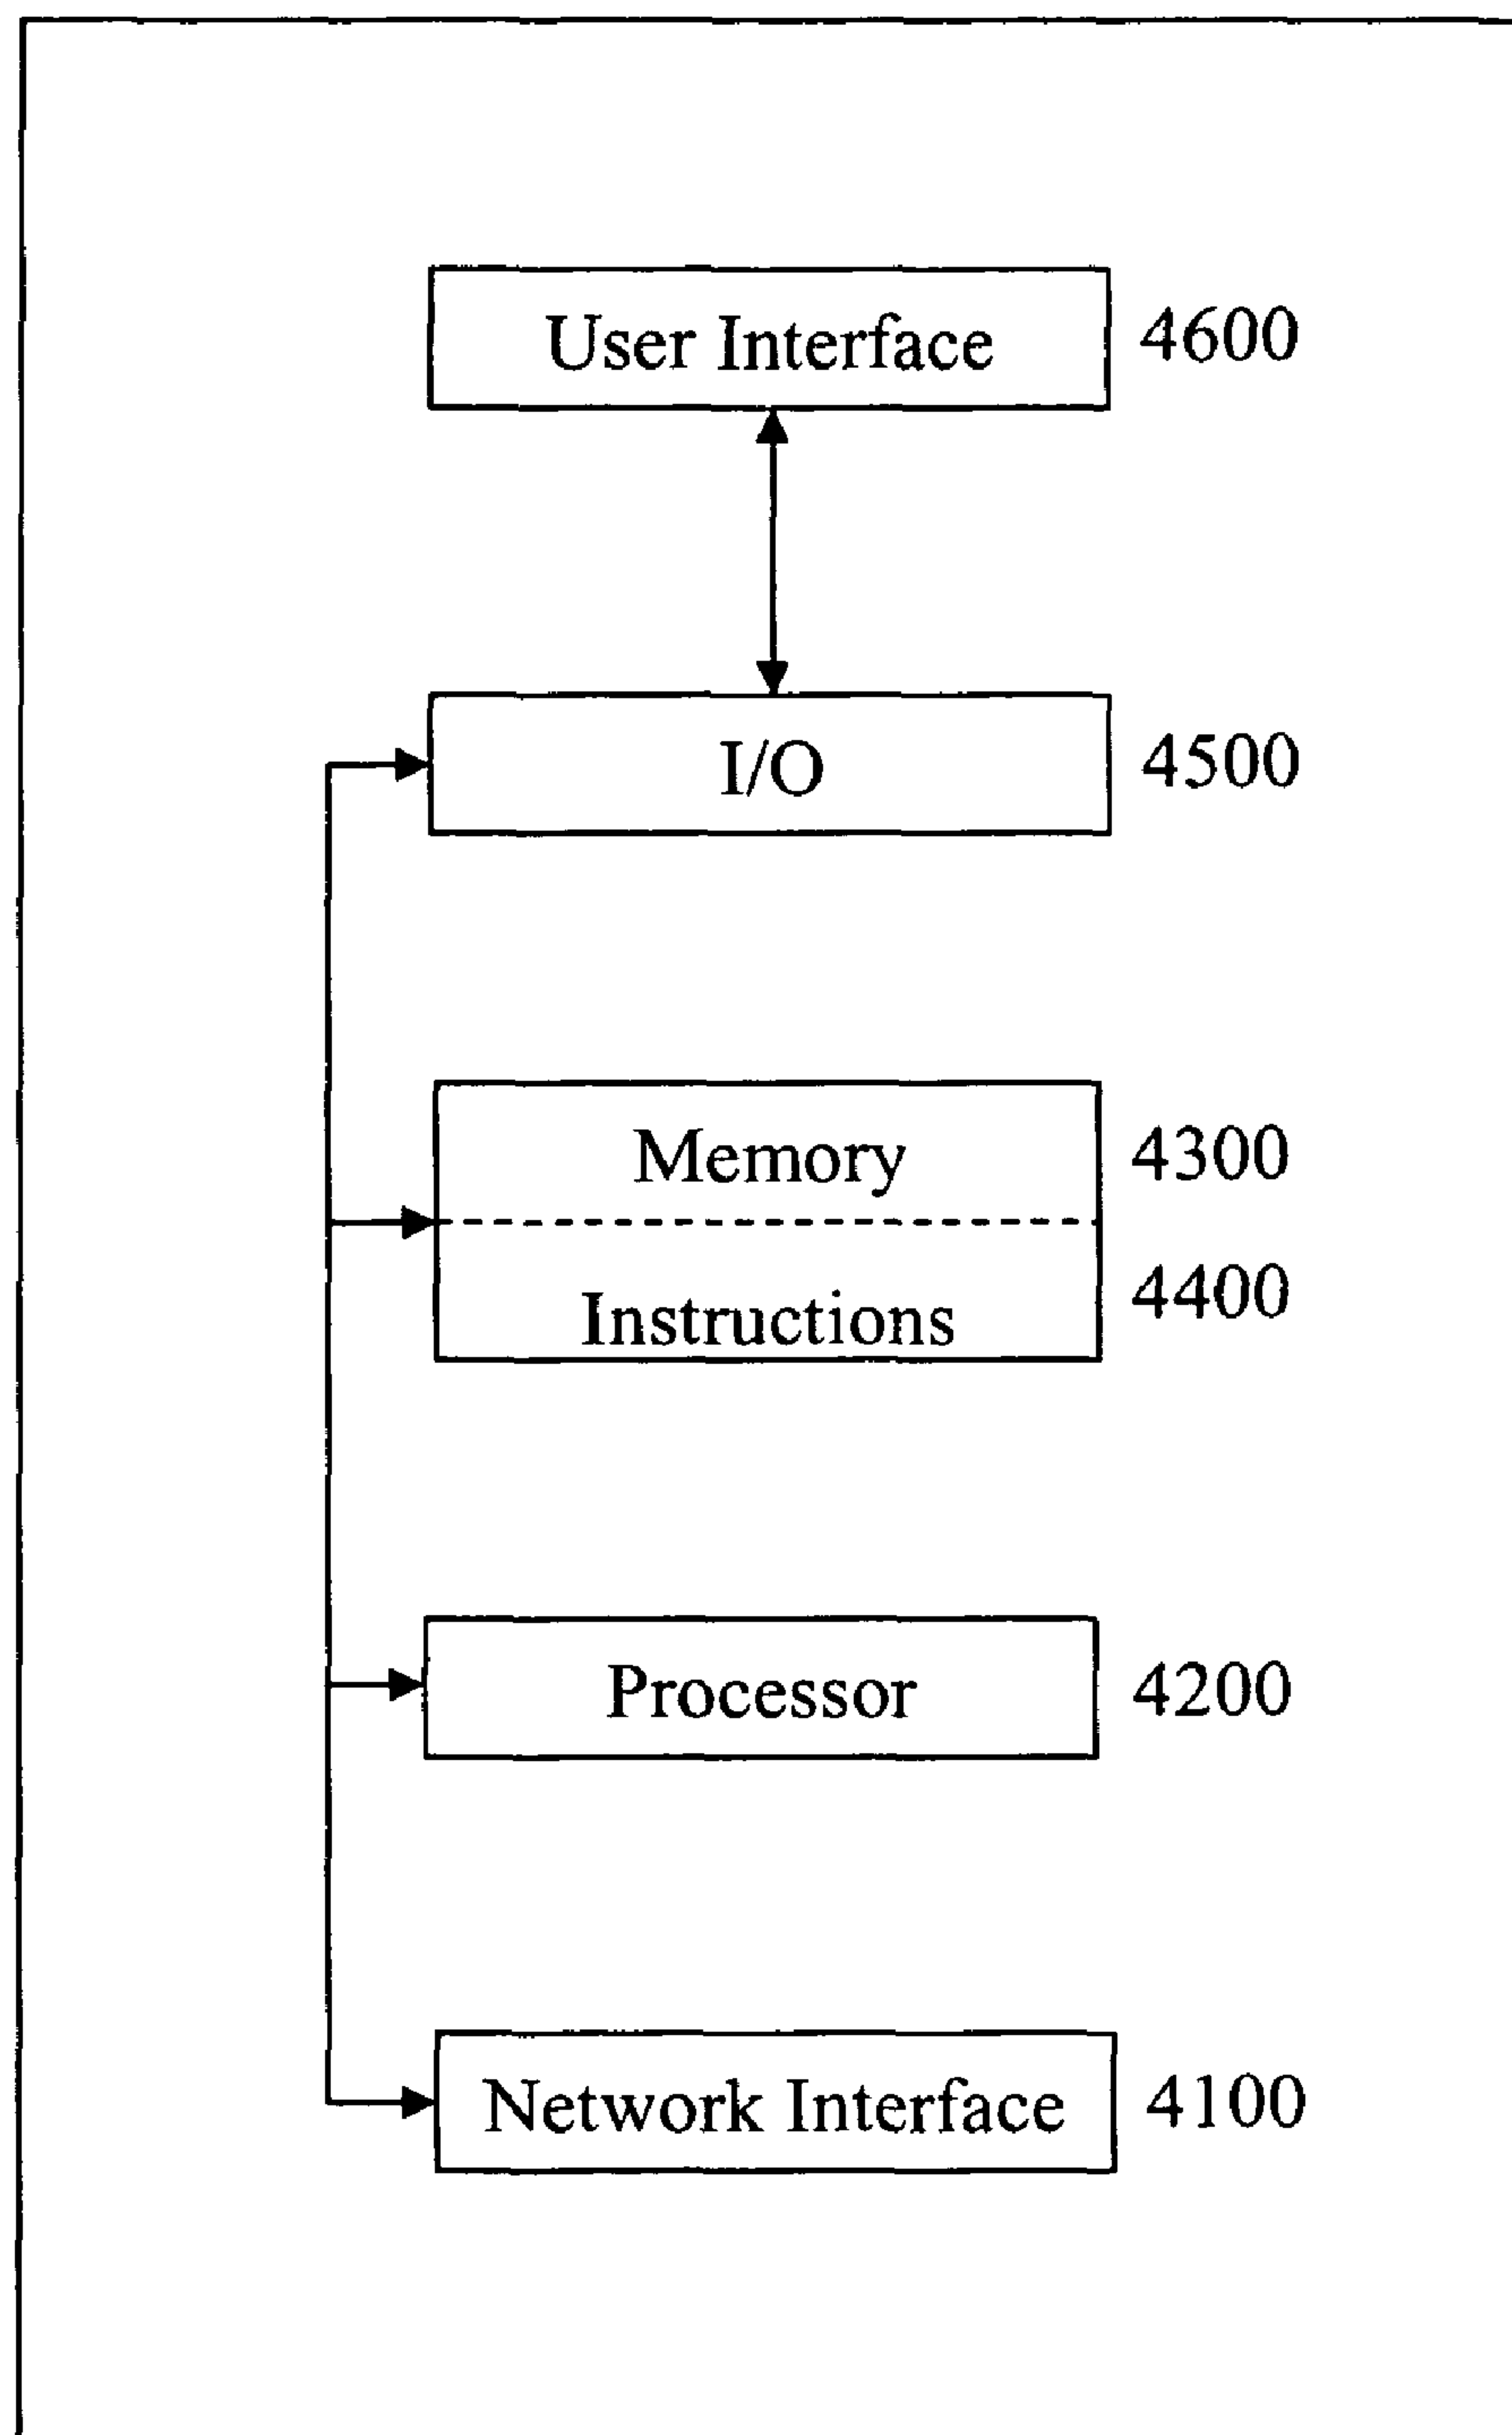 User Interface 4600
I/O 4500
Memory 4300
Instructions 4400
Processor 4200
Network Interface 4100